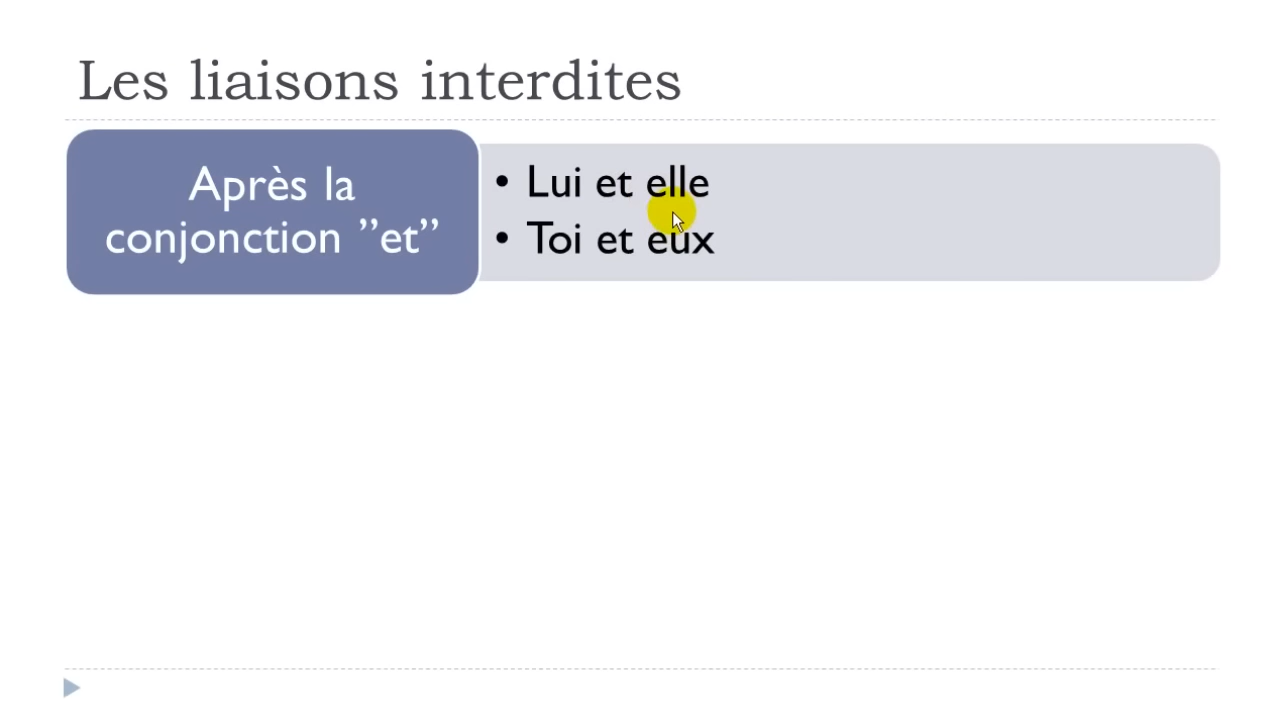 Les liaisons interdites
Après la
conjonction ”et”
• Lui et elle
• Toi et eux